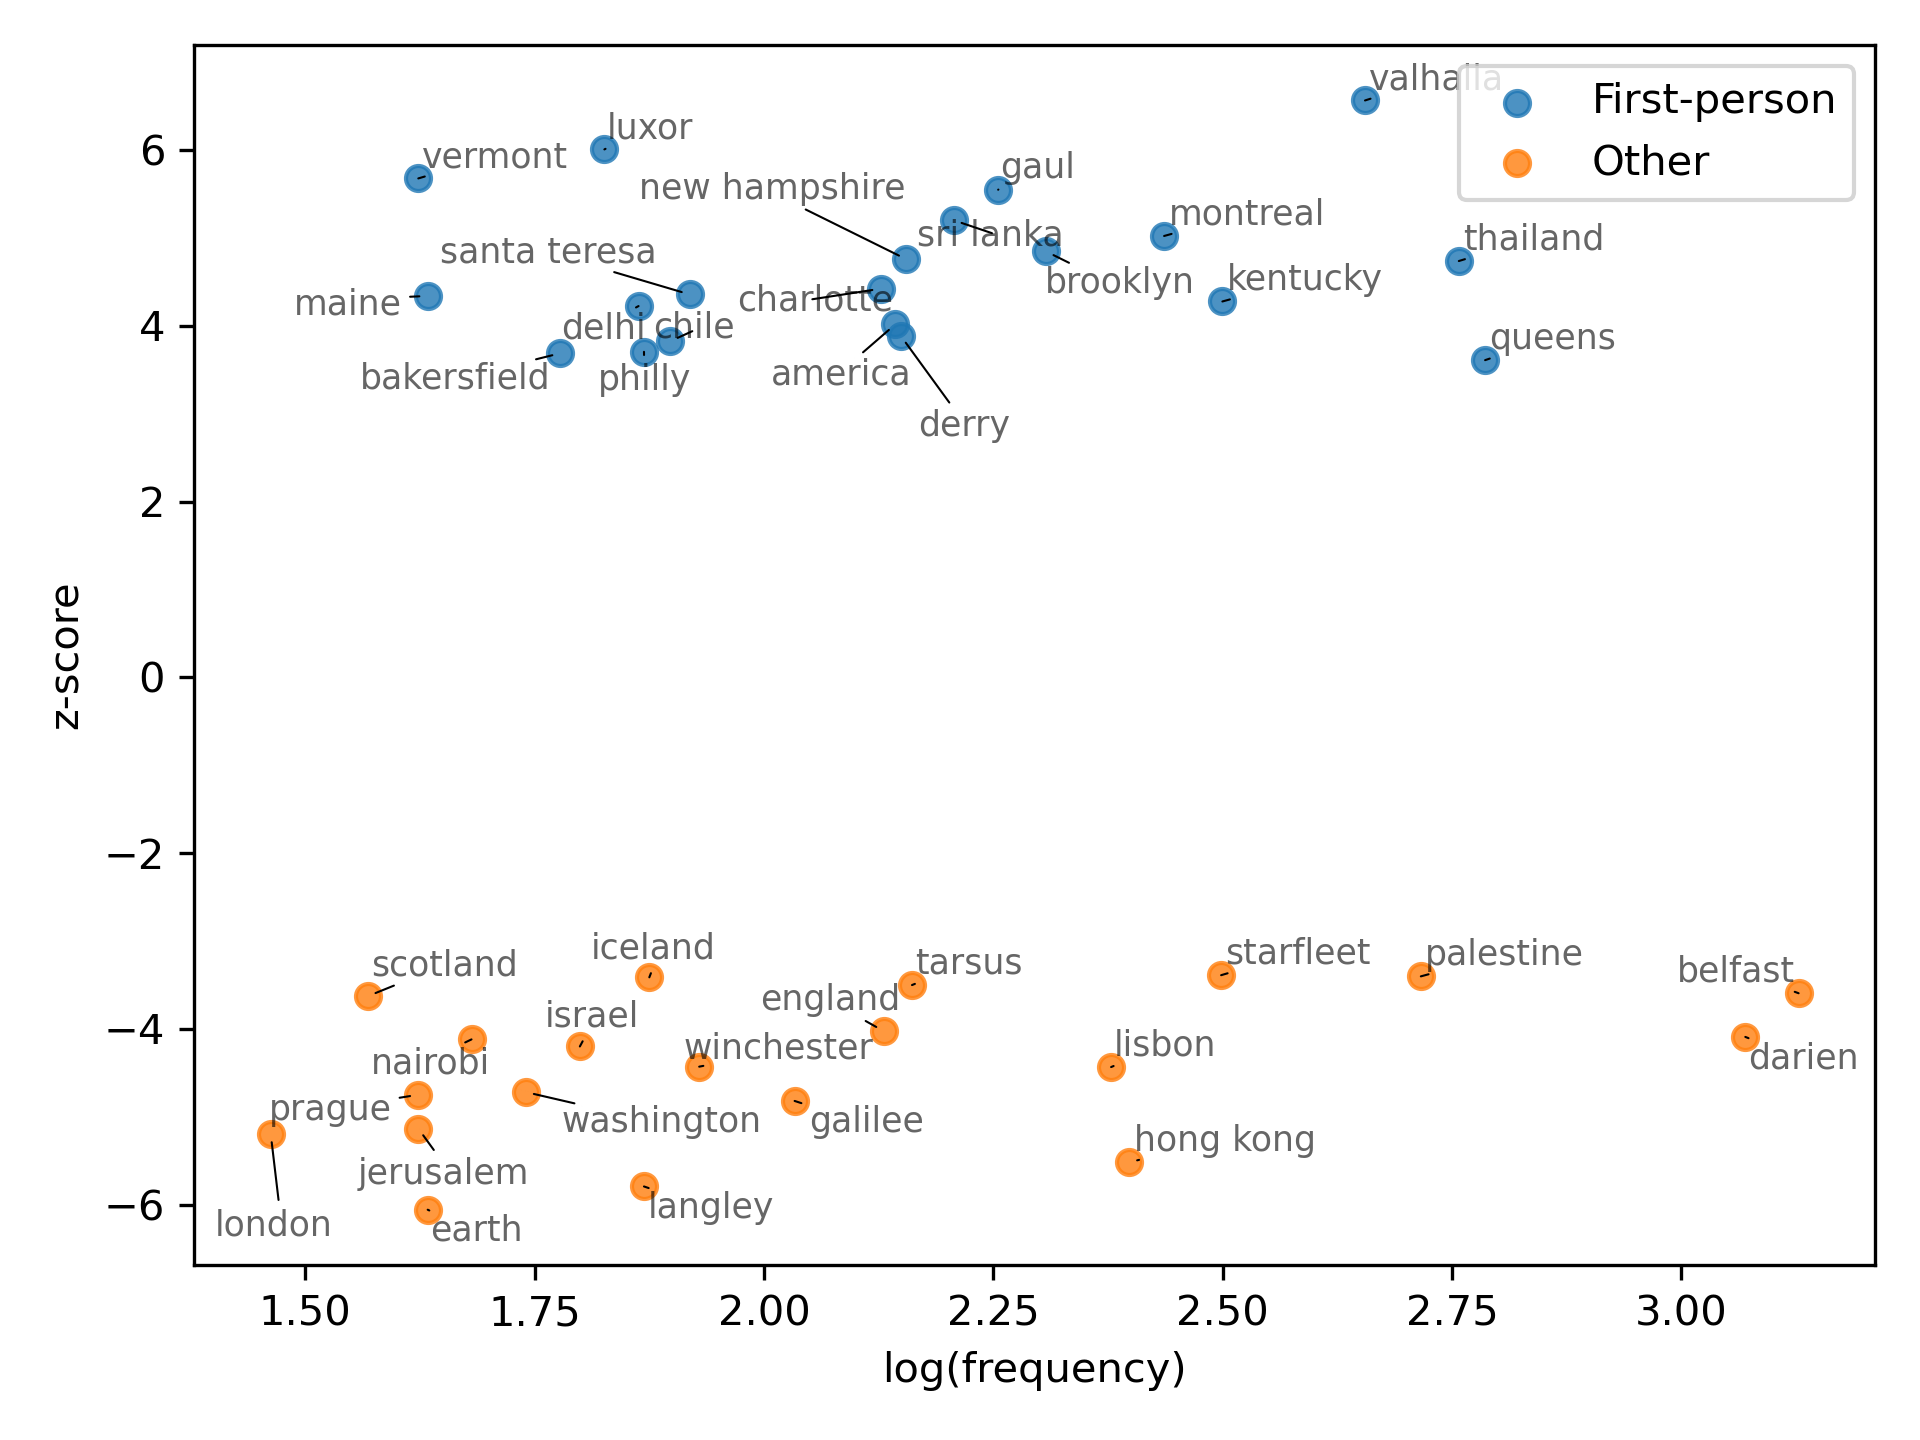 valhalla
First-person
Other
luxor
vermont
gaul
new hampshire
montreal
sri lanka
thailand
santa teresa
brooklyn
kentucky
maine
charlotte
delhi
chile
queens
bakersfield
philly
america
derry
6
4
2
0
−2
−4
−6
z-score
scotland
iceland
tarsus
starfleet
palestine
belfast
england
israel
nairobi
winchester
lisbon
darien
prague
washington
galilee
hong kong
jerusalem
langley
london
earth
1.50
1.75
2.00
2.25
2.50
2.75
3.00
log(frequency)